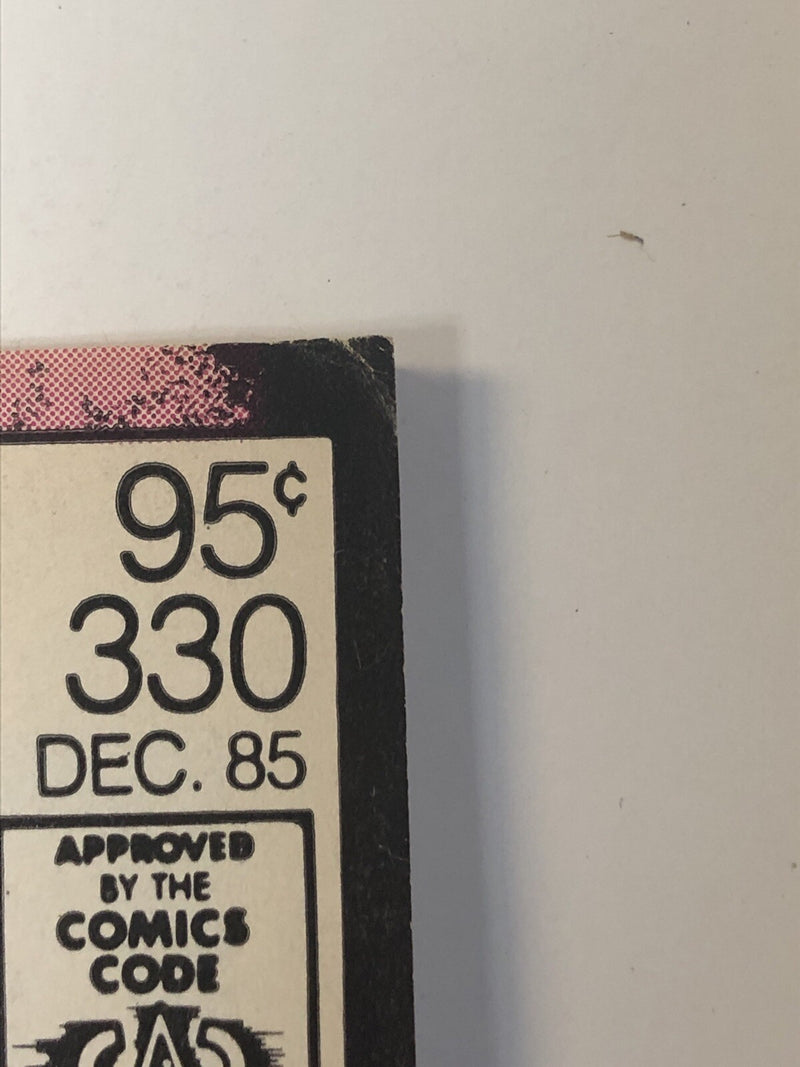 95¢
330
DEC. 85
APPROVED
BY THE
COMICS
CODE